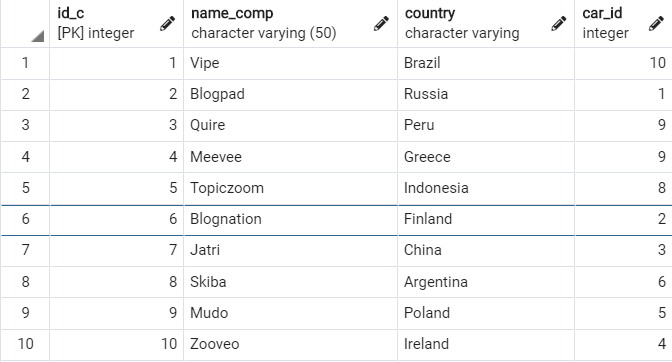 id_c name_comp country car_id
[PK] integer character varying (50) character varying integer
1 1 Vipe Brazil 10
2 2 Blogpad Russia 1
3 3 Quire Peru 9
4 4 Meevee Greece 9
5 5 Topiczoom Indonesia 8
6 6 Blognation Finland 2
7 7 Jatri China 3
8 8 Skiba Argentina 6
9 9 Mudo Poland 5
10 10 Zooveo Ireland 4